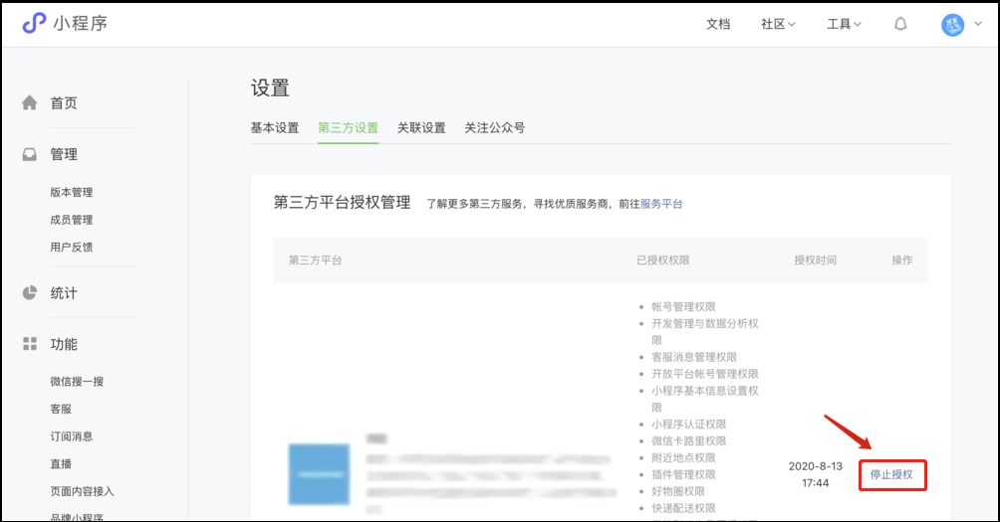 小程序
文档
社区
工具
首页
管理
版本管理
成员管理
用户反馈
统计
功能
微信搜一搜
客服
订阅消息
直播
页面内容接入
品牌小程序
设置
基本设置
第三方设置
关联设置
关注公众号
第三方平台授权管理
了解更多第三方服务，寻找优质服务商，前往服务平台
第三方平台
已授权权限
授权时间
操作
帐号管理权限
开发管理与数据分析权
限
客服消息管理权限
开放平台帐号管理权限
小程序基本信息设置权
限
小程序认证权限
微信卡路里权限
附近地点权限
插件管理权限
好物圈权限
快递配送权限
2020-8-13
17:44
停止授权